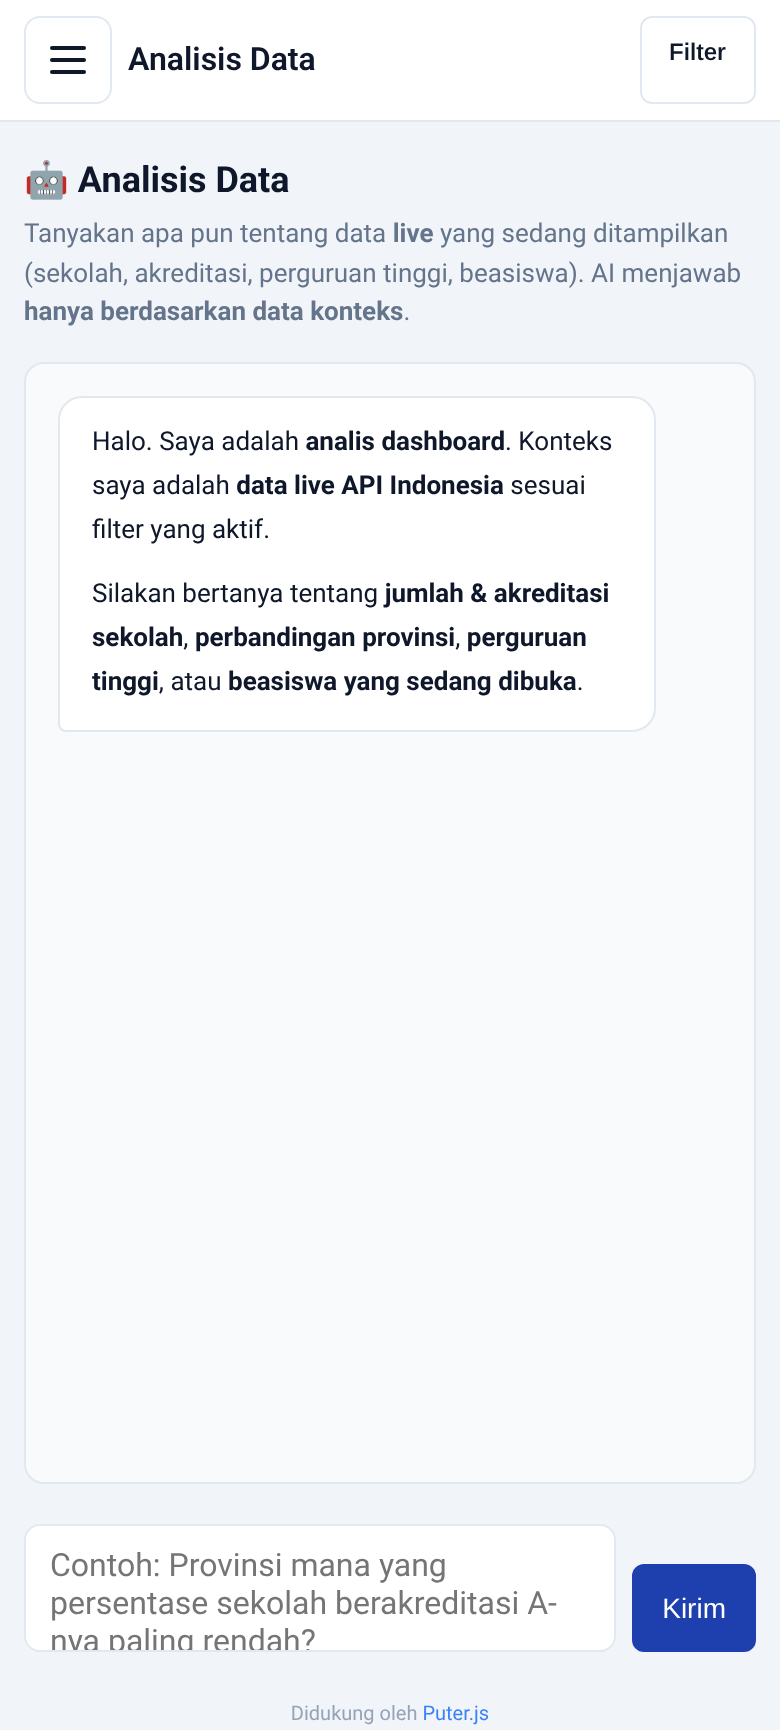 Analisis Data
Filter
🤖 Analisis Data
Tanyakan apa pun tentang data live yang sedang ditampilkan
(sekolah, akreditasi, perguruan tinggi, beasiswa). AI menjawab
hanya berdasarkan data konteks.
Halo. Saya adalah analis dashboard. Konteks
saya adalah data live API Indonesia sesuai
filter yang aktif.
Silakan bertanya tentang jumlah & akreditasi
sekolah, perbandingan provinsi, perguruan
tinggi, atau beasiswa yang sedang dibuka.
Contoh: Provinsi mana yang
persentase sekolah berakreditasi A-
nya paling rendah?
Kirim
Didukung oleh Puter.js